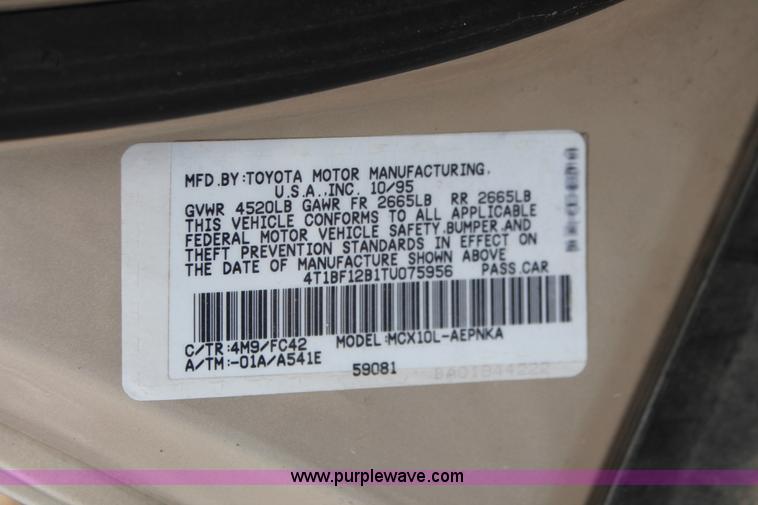 MFD.BY:TOYOTA MOTOR MANUFACTURING,
U.S.A.,INC. 10/95
GVWR 4520LB GAWR FR 2665LB RR 2665LB
THIS VEHICLE CONFORMS TO ALL APPLICABLE
FEDERAL MOTOR VEHICLE SAFETY,BUMPER,AND
THEFT PREVENTION STANDARDS IN EFFECT ON
THE DATE OF MANUFACTURE SHOWN ABOVE
4T1BF12B1TU075956 PASS.CAR
C/TR:4M9/FC42 MODEL:MCX10L-AEPNKA
A/TM:-01A/A541E
59081
www.purplewave.com